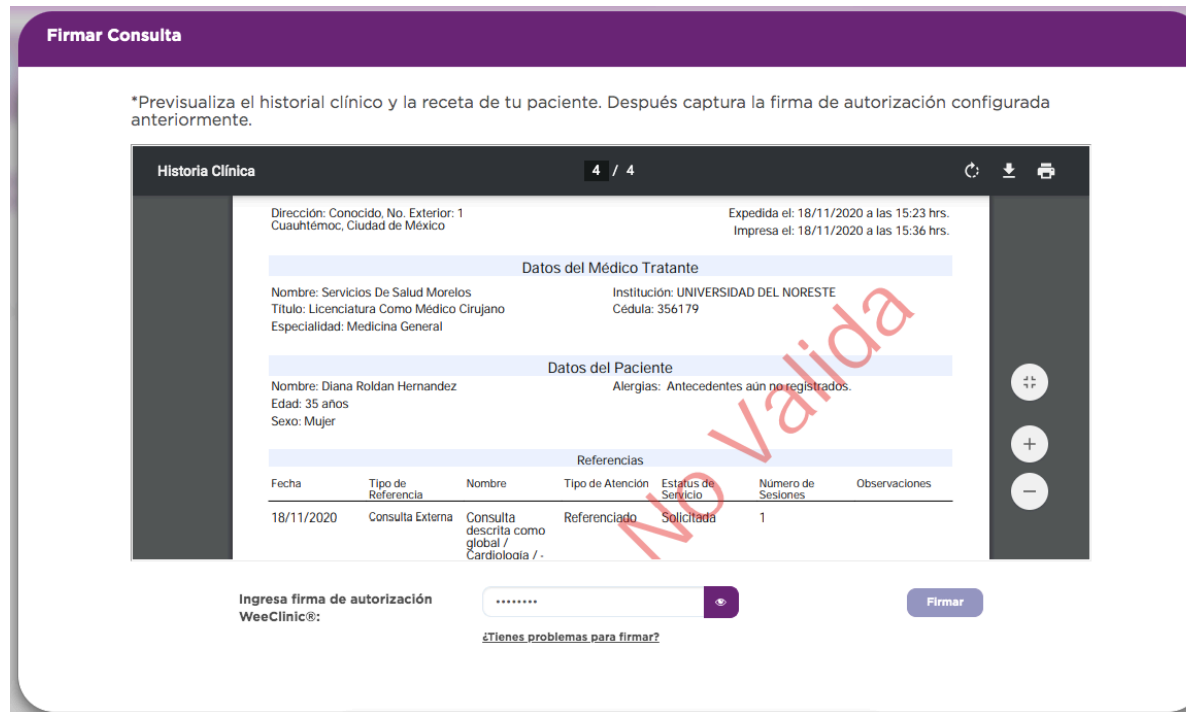 Firmar Consulta
*Previsualiza el historial clínico y la receta de tu paciente. Después captura la firma de autorización configurada
anteriormente.
Historia Clínica
4 / 4
Dirección: Conocido, No. Exterior: 1
Cuauhtémoc, Ciudad de México
Expedida el: 18/11/2020 a las 15:23 hrs.
Impresa el: 18/11/2020 a las 15:36 hrs.
Datos del Médico Tratante
Nombre: Servicios De Salud Morelos
Título: Licenciatura Como Médico Cirujano
Especialidad: Medicina General
Institución: UNIVERSIDAD DEL NORESTE
Cédula: 356179
Datos del Paciente
Nombre: Diana Roldan Hernandez
Edad: 35 años
Sexo: Mujer
Alergias: Antecedentes aún no registrados.
No Valida
Referencias
Fecha
Tipo de
Referencia
Nombre
Tipo de Atención
Estatus de
Servicio
Número de
Sesiones
Observaciones
18/11/2020
Consulta Externa
Consulta
descrita como
global /
Cardiología / -
Referenciado
Solicitada
1
Ingresa firma de autorización
WeeClinic®:
••••••••
Firmar
¿Tienes problemas para firmar?